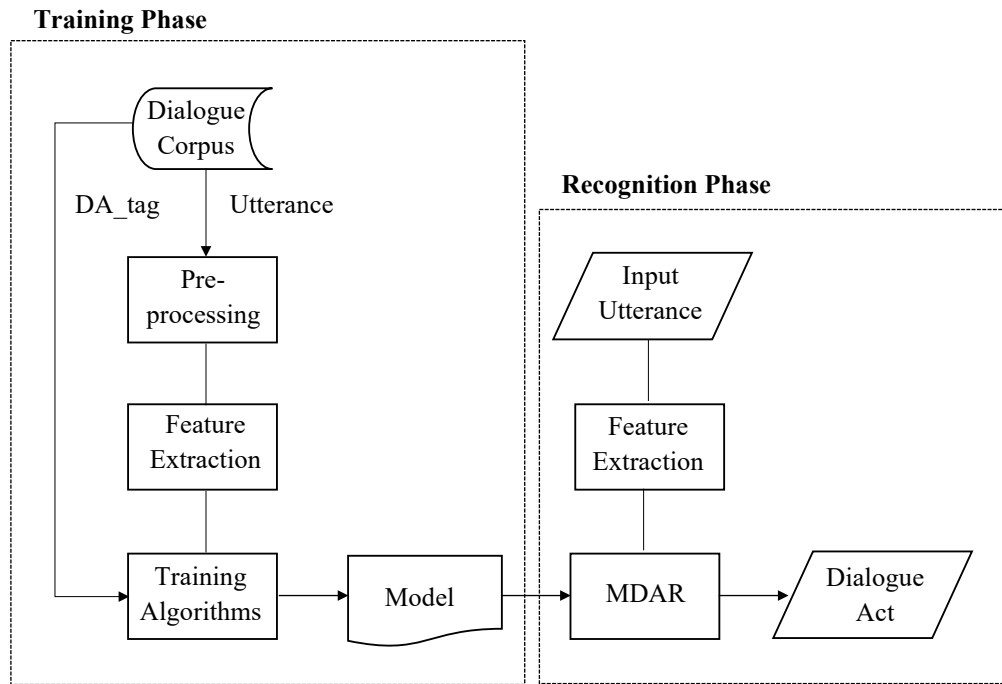 Training Phase
Dialogue
Corpus
DA_tag
Utterance
Pre-
processing
Feature
Extraction
Training
Algorithms
Model
Recognition Phase
Input
Utterance
Feature
Extraction
MDAR
Dialogue
Act